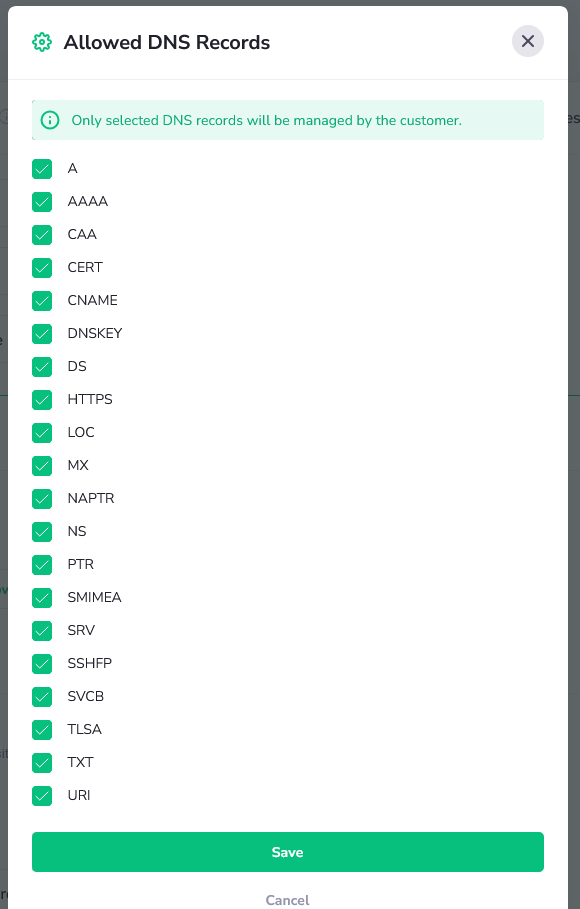 Allowed DNS Records
Only selected DNS records will be managed by the customer.
A
AAAA
CAA
CERT
CNAME
DNSKEY
DS
HTTPS
LOC
MX
NAPTR
NS
PTR
SMIMEA
SRV
SSHFP
SVCB
TLSA
TXT
URI
Save
Cancel